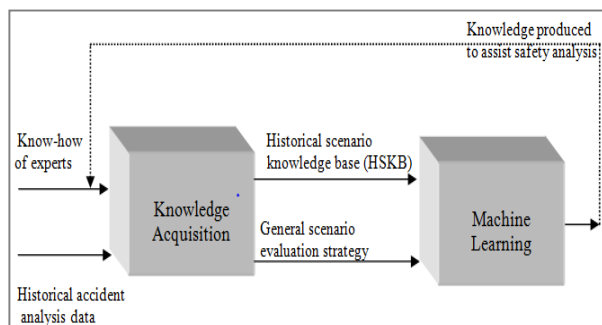 Knowledge produced
to assist safety analysis
Know-how
of experts
Historical scenario
knowledge base (HSKB)
Knowledge
Acquisition
Machine
Learning
General scenario
evaluation strategy
Historical accident
analysis data